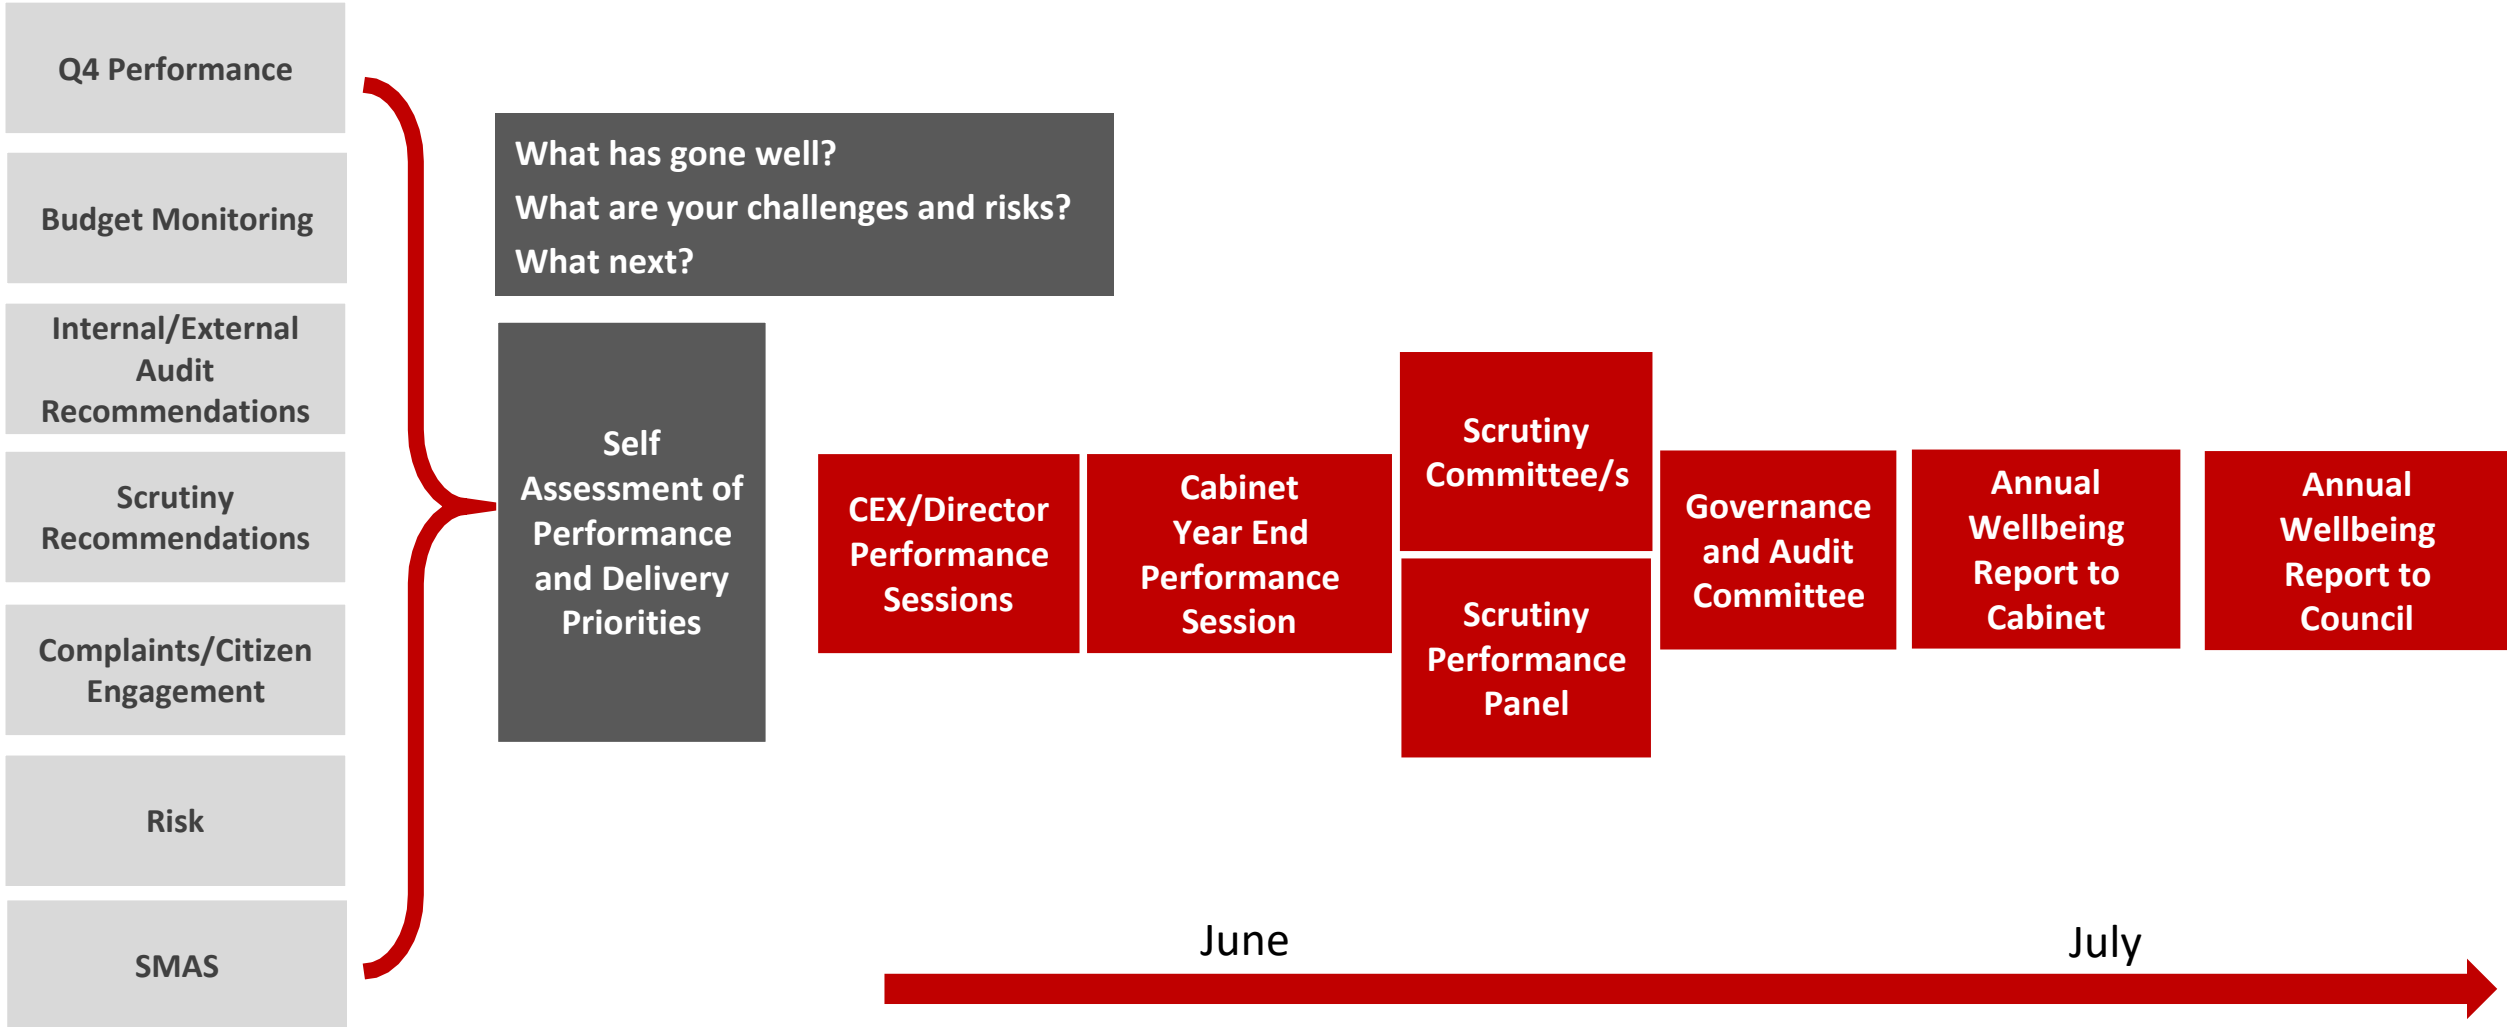 Q4 Performance
Budget Monitoring
Internal/External
Audit
Recommendations
Scrutiny
Recommendations
Complaints/Citizen
Engagement
Risk
SMAS
What has gone well?
What are your challenges and risks?
What next?
Self
Assessment of
Performance
and Delivery
Priorities
CEX/Director
Performance
Sessions
Cabinet
Year End
Performance
Session
Scrutiny
Committee/s
Scrutiny
Performance
Panel
Governance
and Audit
Committee
Annual
Wellbeing
Report to
Cabinet
Annual
Wellbeing
Report to
Council
June
July